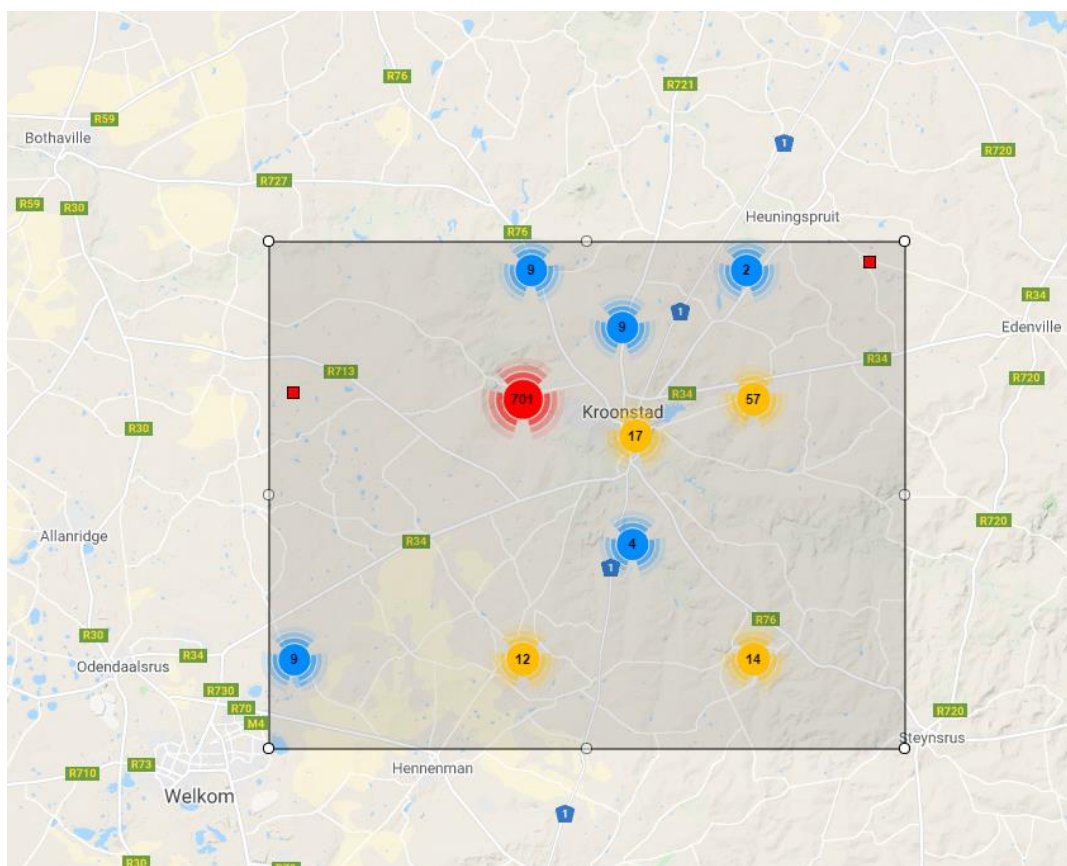 R76
R721
R59
Bothaville
1
R720
R727
R59
R30
Heuningspruit
R76
9
2
1
9
R34
Edenville
R713
R34
R720
R34
701
57
Kroonstad
R30
17
R720
Allanridge
R34
4
1
R76
R30
Odendaalsrus
R34
9
12
14
R730
R70
M4
R720
Steynsrus
R710
R73
Hennenman
Welkom
1
R30